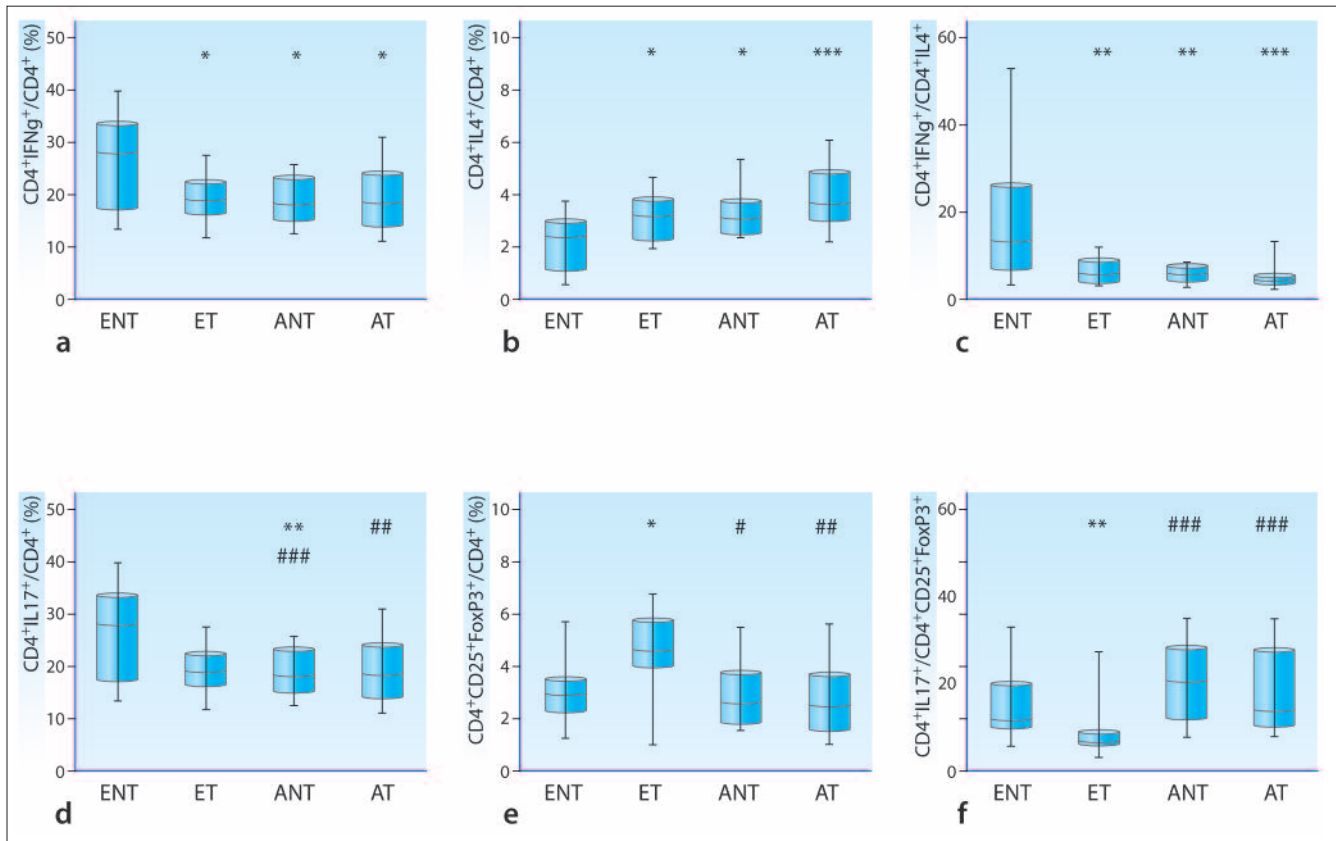 CD4⁺IFNg⁺/CD4⁺ (%)
50
40
30
20
10
0
* * *
ENT ET ANT AT
a
CD4⁺IL4⁺/CD4⁺ (%)
10
8
6
4
2
0
* * ***
ENT ET ANT AT
b
CD4⁺IFNg⁺/CD4⁺IL4⁺
60
40
20
0
** ** ***
ENT ET ANT AT
c
CD4⁺IL17⁺/CD4⁺ (%)
50
40
30
20
10
0
** ##
###
ENT ET ANT AT
d
CD4⁺CD25⁺FoxP3⁺/CD4⁺ (%)
10
8
6
4
2
0
* # ##
ENT ET ANT AT
e
CD4⁺IL17⁺/CD4⁺CD25⁺FoxP3⁺
60
40
20
0
** ### ###
ENT ET ANT AT
f